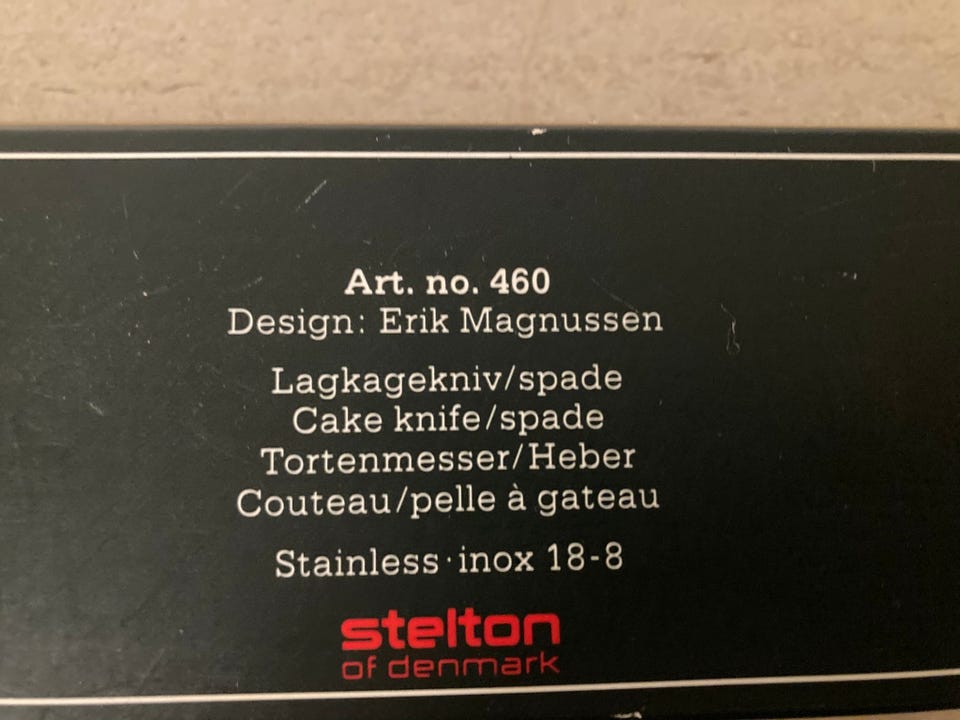 Art. no. 460
Design: Erik Magnussen
Lagkagekniv/spade
Cake knife/spade
Tortenmesser/Heber
Couteau/pelle à gateau
Stainless·inox 18-8
stelton
of denmark